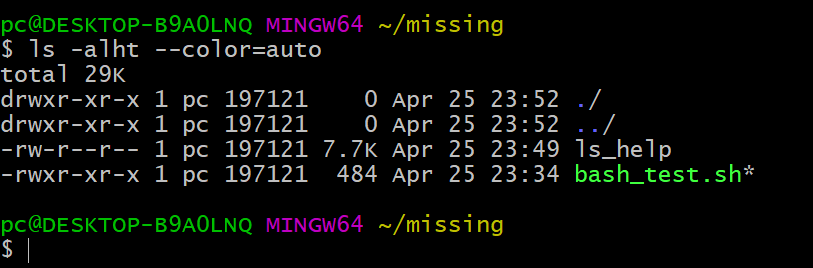 pc@DESKTOP-B9A0LNQ MINGW64 ~/missing
$ ls -alht --color=auto
total 29K
drwxr-xr-x 1 pc 197121    0 Apr 25 23:52 ./
drwxr-xr-x 1 pc 197121    0 Apr 25 23:52 ../
-rw-r--r-- 1 pc 197121 7.7K Apr 25 23:49 ls_help
-rwxr-xr-x 1 pc 197121  484 Apr 25 23:34 bash_test.sh*
pc@DESKTOP-B9A0LNQ MINGW64 ~/missing
$